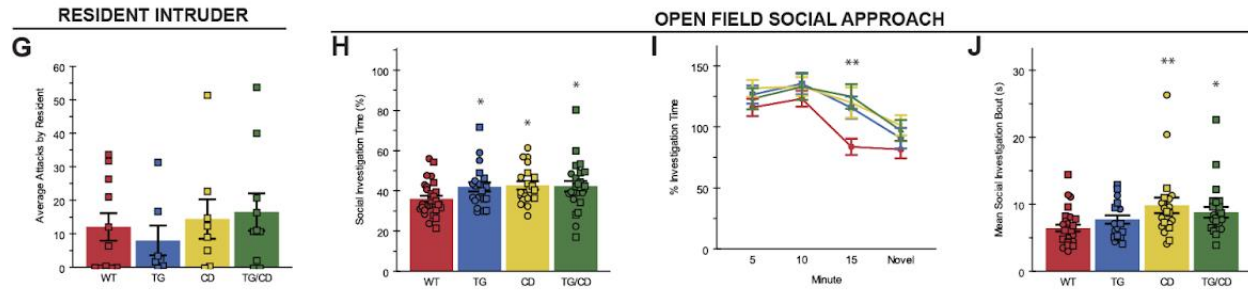 RESIDENT INTRUDER
OPEN FIELD SOCIAL APPROACH
G
Average Attacks by Resident
60
50
40
30
20
10
0
WT TG CD TG/CD
H
Social Investigation Time (%)
100
80
60
40
20
0
* * *
WT TG CD TG/CD
I
% Investigation Time
150
100
50
0
**
5 10 15 Novel
Minute
J
Mean Social Investigation Bout (s)
30
20
10
0
** *
WT TG CD TG/CD